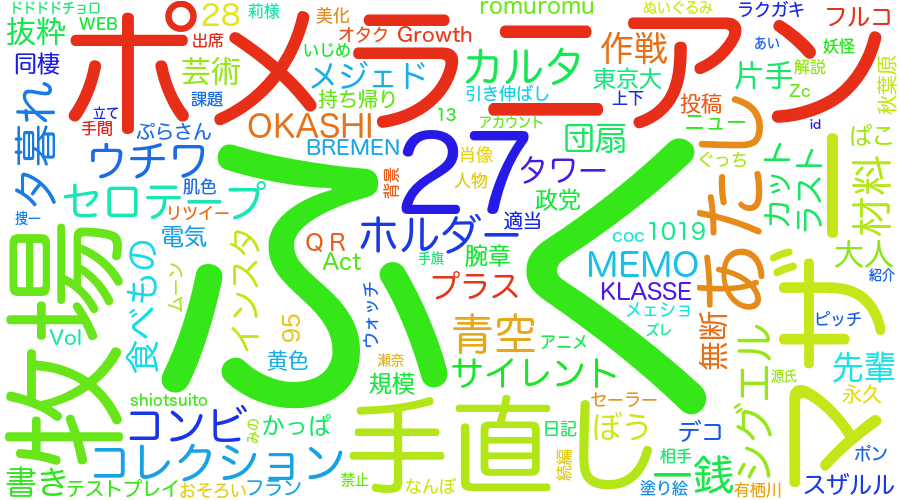 ドドドドチョロ
抜粋
WEB
28
莉様
美化
romuromu
ぬいぐるみ
ラクガキ
フルコ
出席
オタク
Growth
あい
妖怪
同棲
芸術
いじめ
メジェド
カルタ
作戦
東京大
片手
解説
秋葉原
課題
持ち帰り
引き伸ばし
上下
投稿
Zc
ポメラニアン
立て
手間
ぷらさん
OKASHI
13
アカウント
団扇
ニュー
id
ぱこ
夕暮れ
ウチワ
BREMEN
27
肖像
タワー
ぐっち
あたし
カット
ラスト
材料
肌色
背景
人物
政党
セロテープ
リツイー
適当
捜一
電気
QR
ホルダー
coc
1019
大人
牧場
ふく
マザー
食べもの
ムーン
インスタ
Act
手旗
腕章
MEMO
紹介
プラス
KLASSE
Vol
95
ウォッチ
青空
アニメ
メェショ
ズレ
無断
ピッチ
黄色
瀬奈
規模
サイレント
シグエル
源氏
先輩
永久
shiotsuito
コンビ
みの
かっぱ
手直し
日記
セーラー
ぼう
デコ
コレクション
続編
相手
一銭
ポン
書き
テストプレイ
おそろい
フラン
禁止
なんぼ
塗り絵
有栖川
スザルル